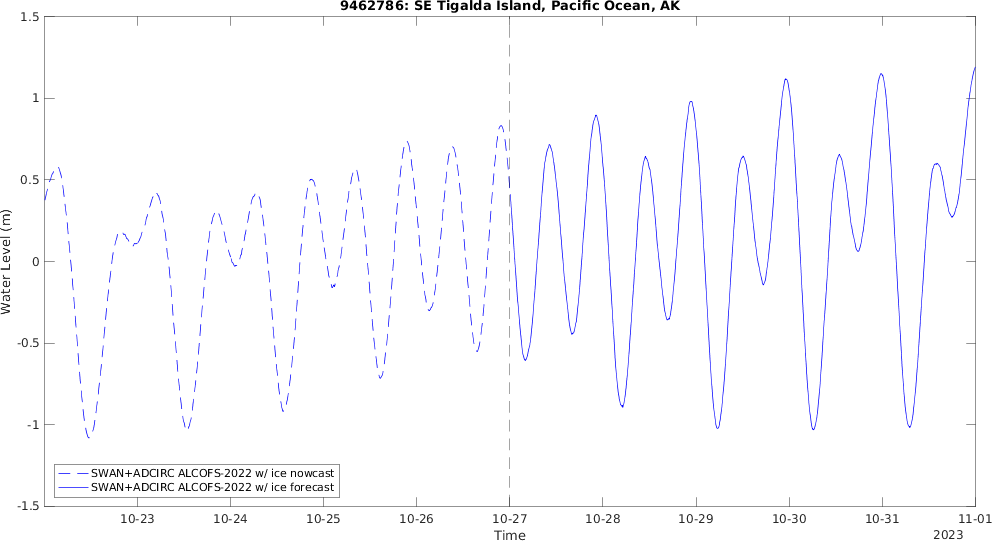 9462786: SE Tigalda Island, Pacific Ocean, AK
1.5
1
0.5
0
-0.5
-1
-1.5
Water Level (m)
SWAN+ADCIRC ALCOFS-2022 w/ ice nowcast
SWAN+ADCIRC ALCOFS-2022 w/ ice forecast
10-23 10-24 10-25 10-26 10-27 10-28 10-29 10-30 10-31 11-01
Time
2023